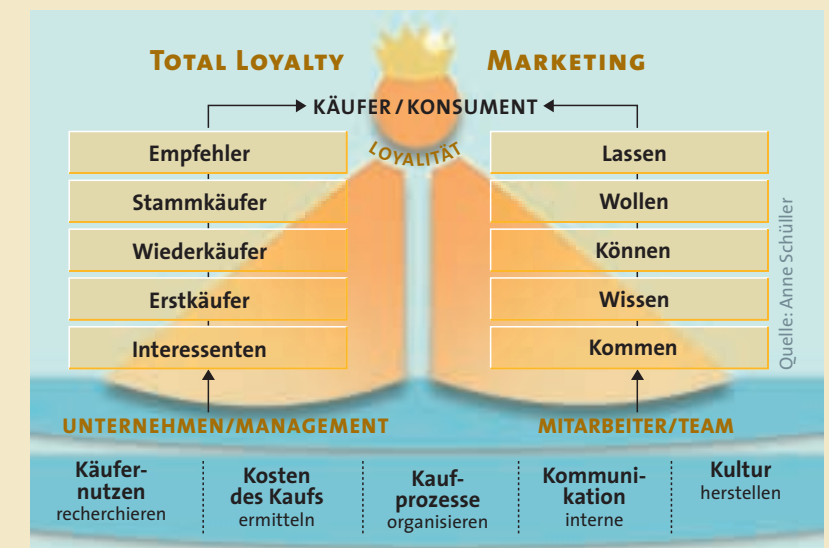 TOTAL LOYALTY MARKETING
KÄUFER/KONSUMENT
LOYALITÄT
Empfehler
Stammkäufer
Wiederkäufer
Erstkäufer
Interessenten
UNTERNEHMEN/MANAGEMENT
Lassen
Wollen
Können
Wissen
Kommen
MITARBEITER/TEAM
Quelle: Anne Schüller
Käufer-
nutzen
recherchieren
Kosten
des Kaufs
ermitteln
Kauf-
prozesse
organisieren
Kommuni-
kation
interne
Kultur
herstellen